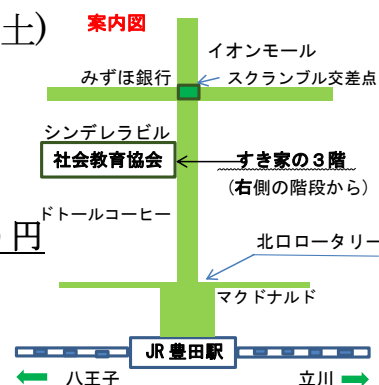 土)
案内図
イオンモール
みずほ銀行
スクランブル交差点
シンデレラビル
社会教育協会
すき家の３階
(右側の階段から)
ドトールコーヒー
円
北口ロータリー
マクドナルド
JR 豊田駅
八王子
立川